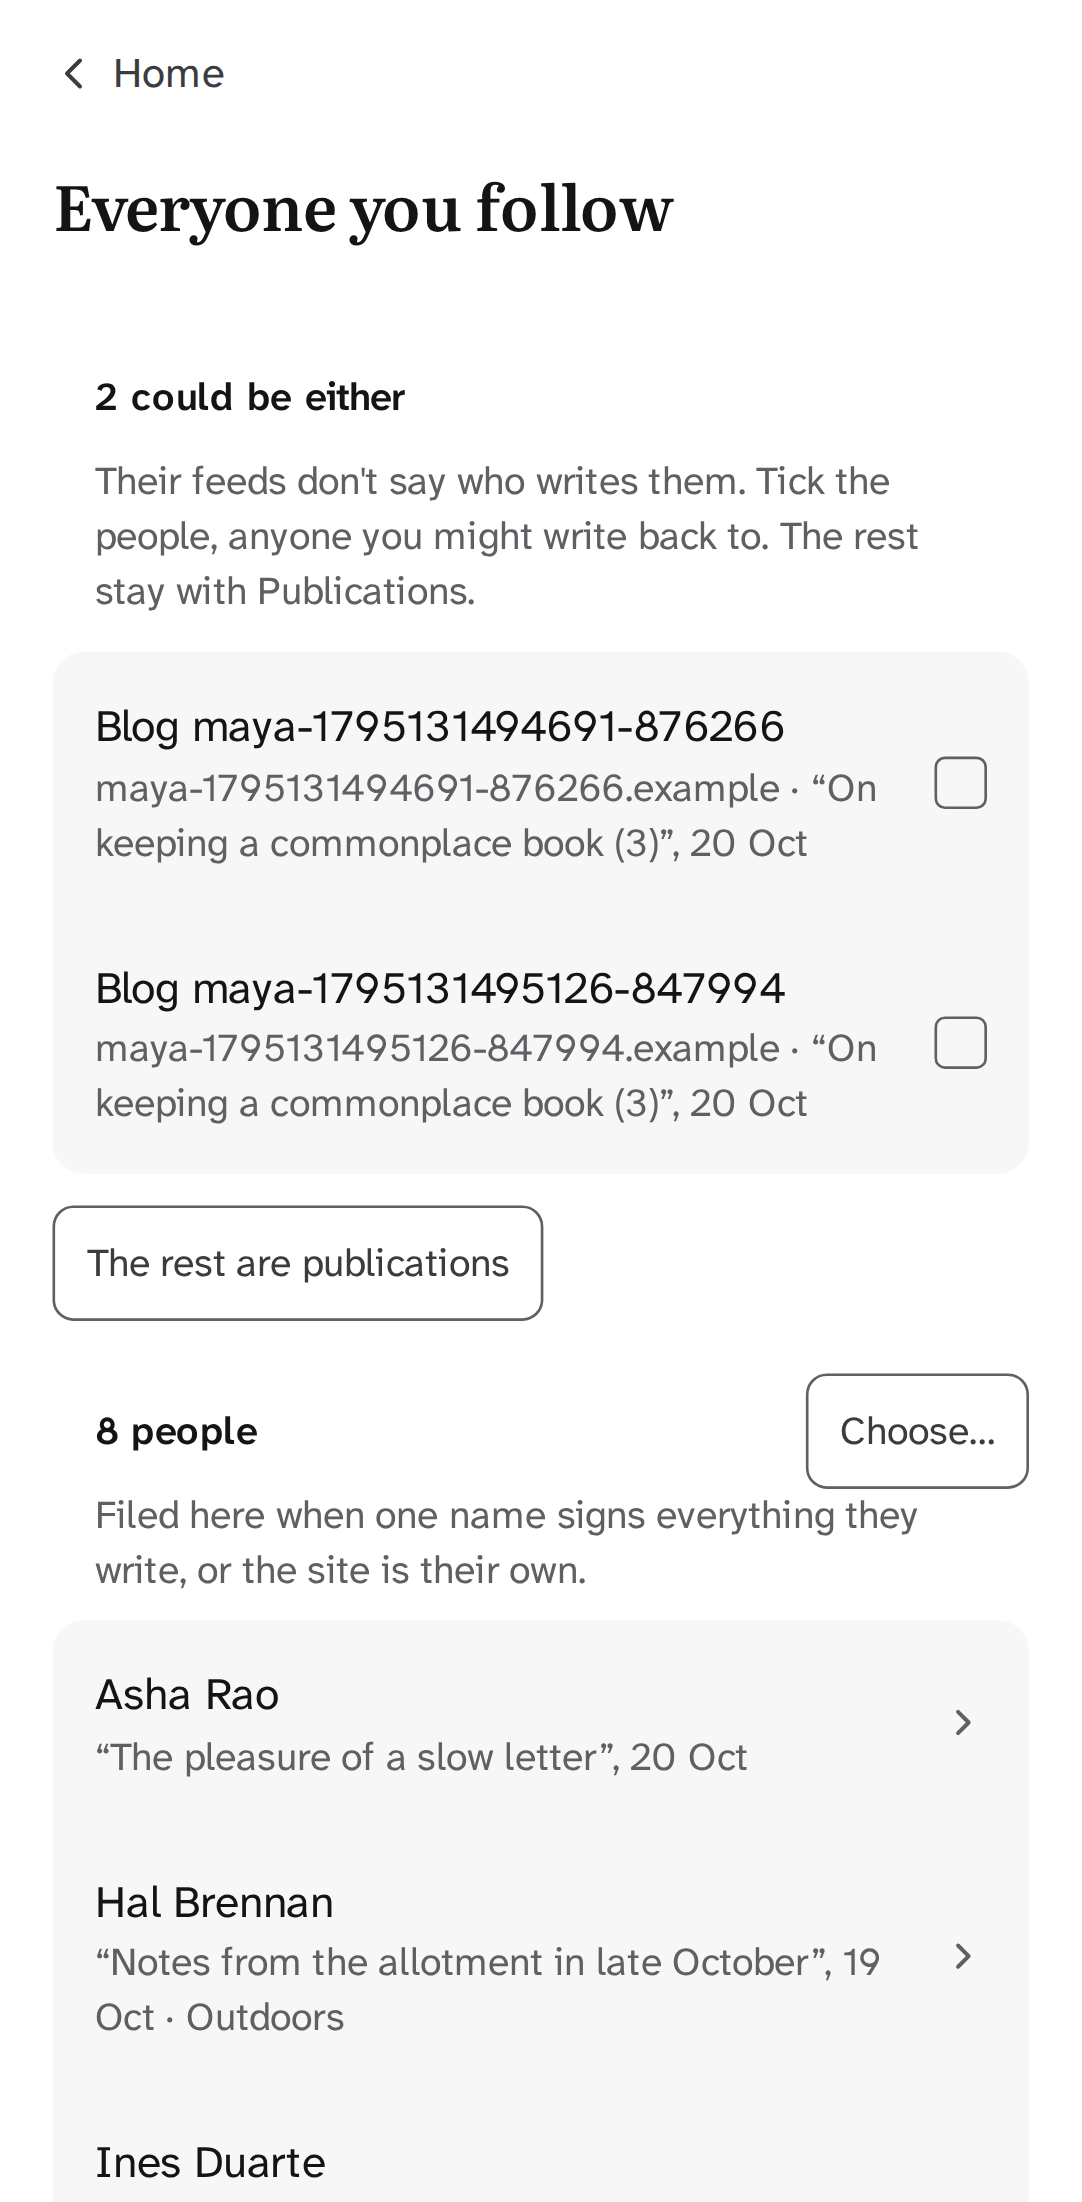 Home
Everyone you follow
2 could be either
Their feeds don't say who writes them. Tick the
people, anyone you might write back to. The rest
stay with Publications.
Blog maya-1795131494691-876266
maya-1795131494691-876266.example · “On
keeping a commonplace book (3)”, 20 Oct
Blog maya-1795131495126-847994
maya-1795131495126-847994.example · “On
keeping a commonplace book (3)”, 20 Oct
The rest are publications
8 people
Choose...
Filed here when one name signs everything they
write, or the site is their own.
Asha Rao
“The pleasure of a slow letter”, 20 Oct
Hal Brennan
“Notes from the allotment in late October”, 19
Oct · Outdoors
Ines Duarte